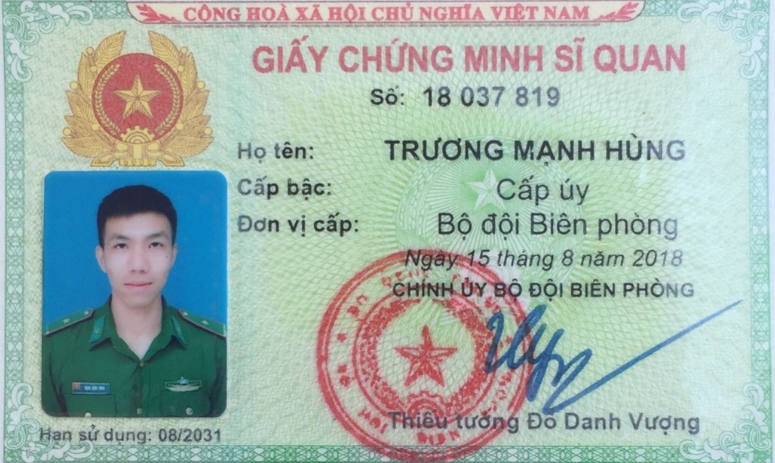 CỘNG HOÀ XÃ HỘI CHỦ NGHĨA VIỆT NAM
GIẤY CHỨNG MINH SĨ QUAN
Số: 18 037 819
Họ tên: TRƯƠNG MẠNH HÙNG
Cấp bậc: Cấp úy
Đơn vị cấp: Bộ đội Biên phòng
Ngày 15 tháng 8 năm 2018
CHÍNH ỦY BỘ ĐỘI BIÊN PHÒNG
Thiếu tướng Đỗ Danh Vượng
Hạn sử dụng: 08/2031